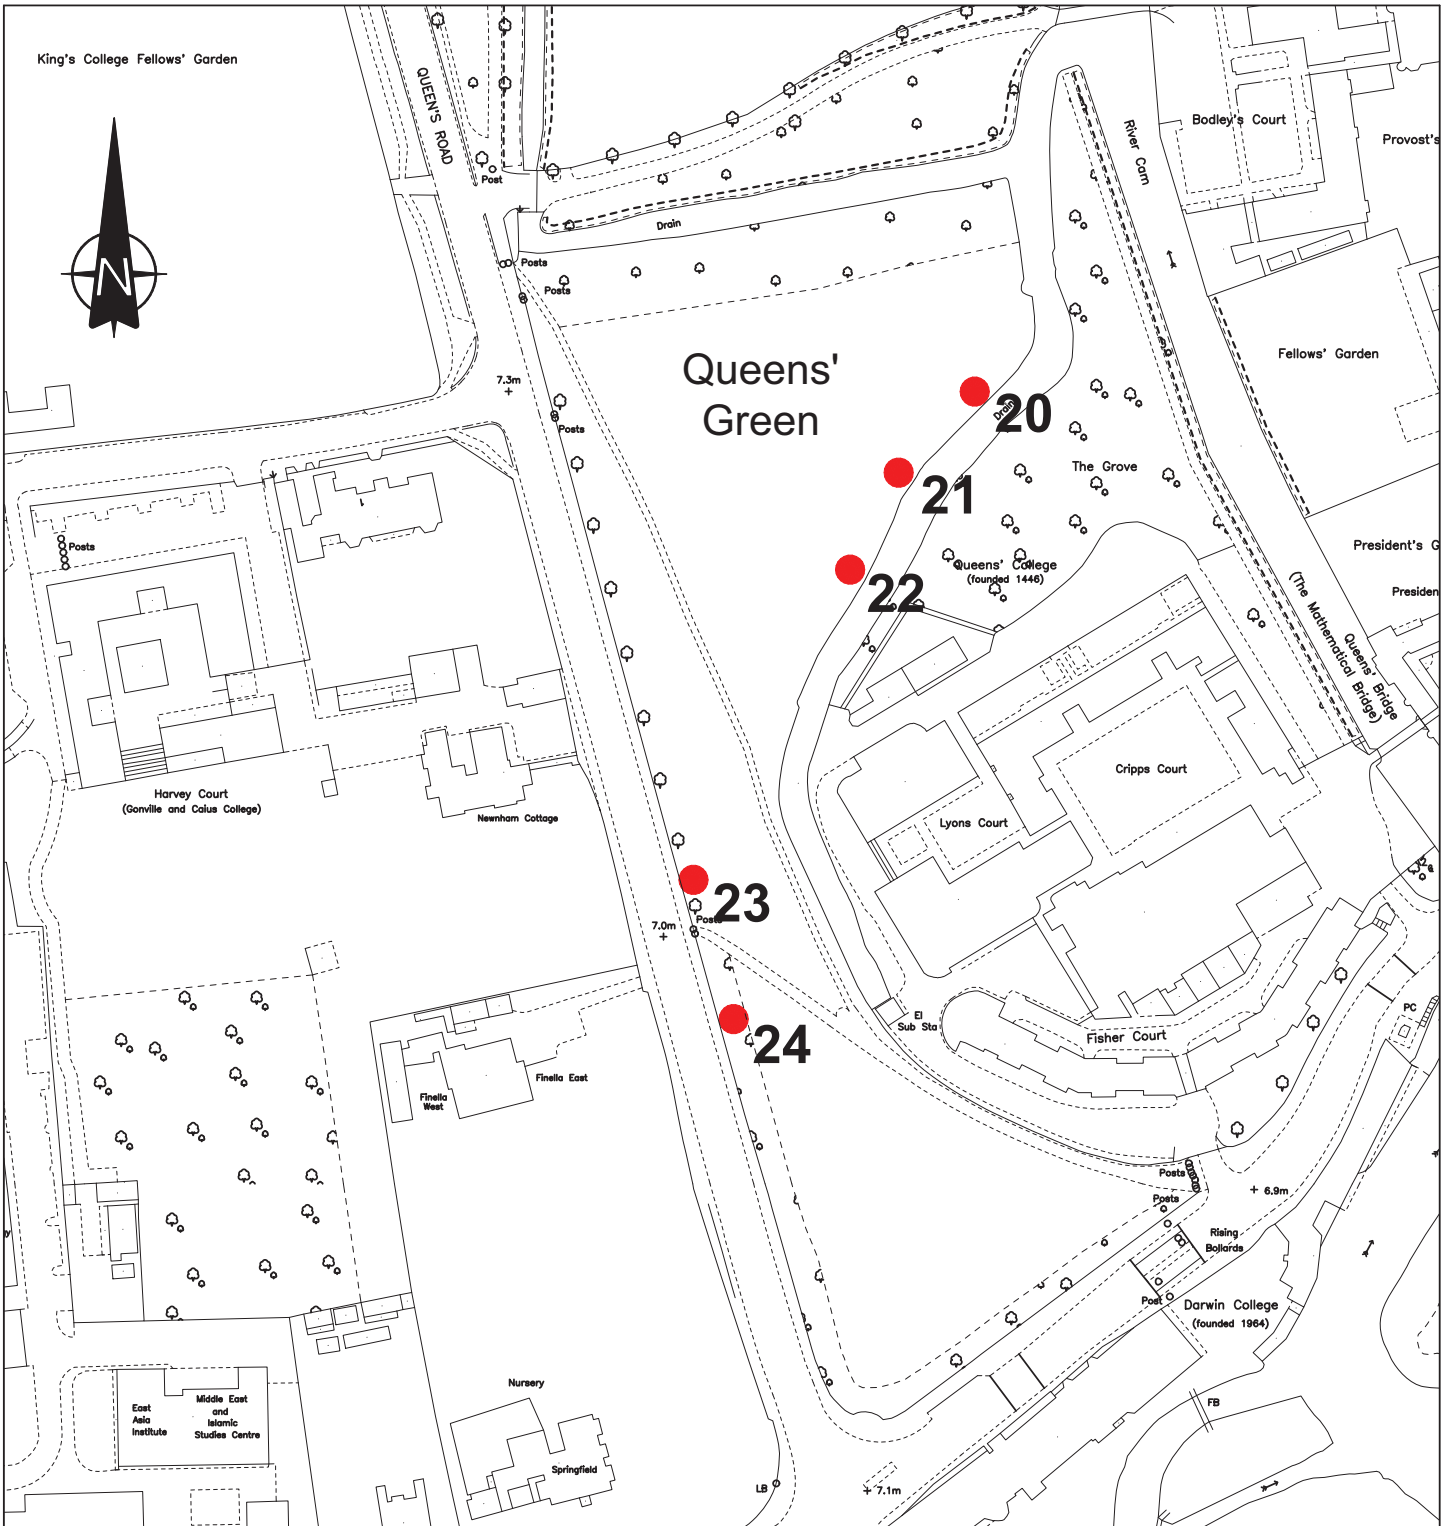 King's College Fellows' Garden
QUEEN'S ROAD
Post
River Cam
Bodley's Court
Provost's
Drain
N
Posts
Posts
Queens'
Green
Fellows' Garden
7.3m
Posts
20
Drain
The Grove
21
Posts
President's G
Queens' College
(founded 1446)
22
Presiden
Queens' Bridge
(The Mathematical Bridge)
Harvey Court
(Gonville and Caius College)
Newnham Cottage
Cripps Court
Lyons Court
23
Posts
7.0m
El
Sub Sta
PC
Fisher Court
24
Finella East
Finella
West
Posts
Posts
6.9m
Rising
Bollards
Post
Darwin College
(founded 1964)
Nursery
FB
East
Asia
Institute
Middle East
and
Islamic
Studies Centre
Springfield
LB
7.1m